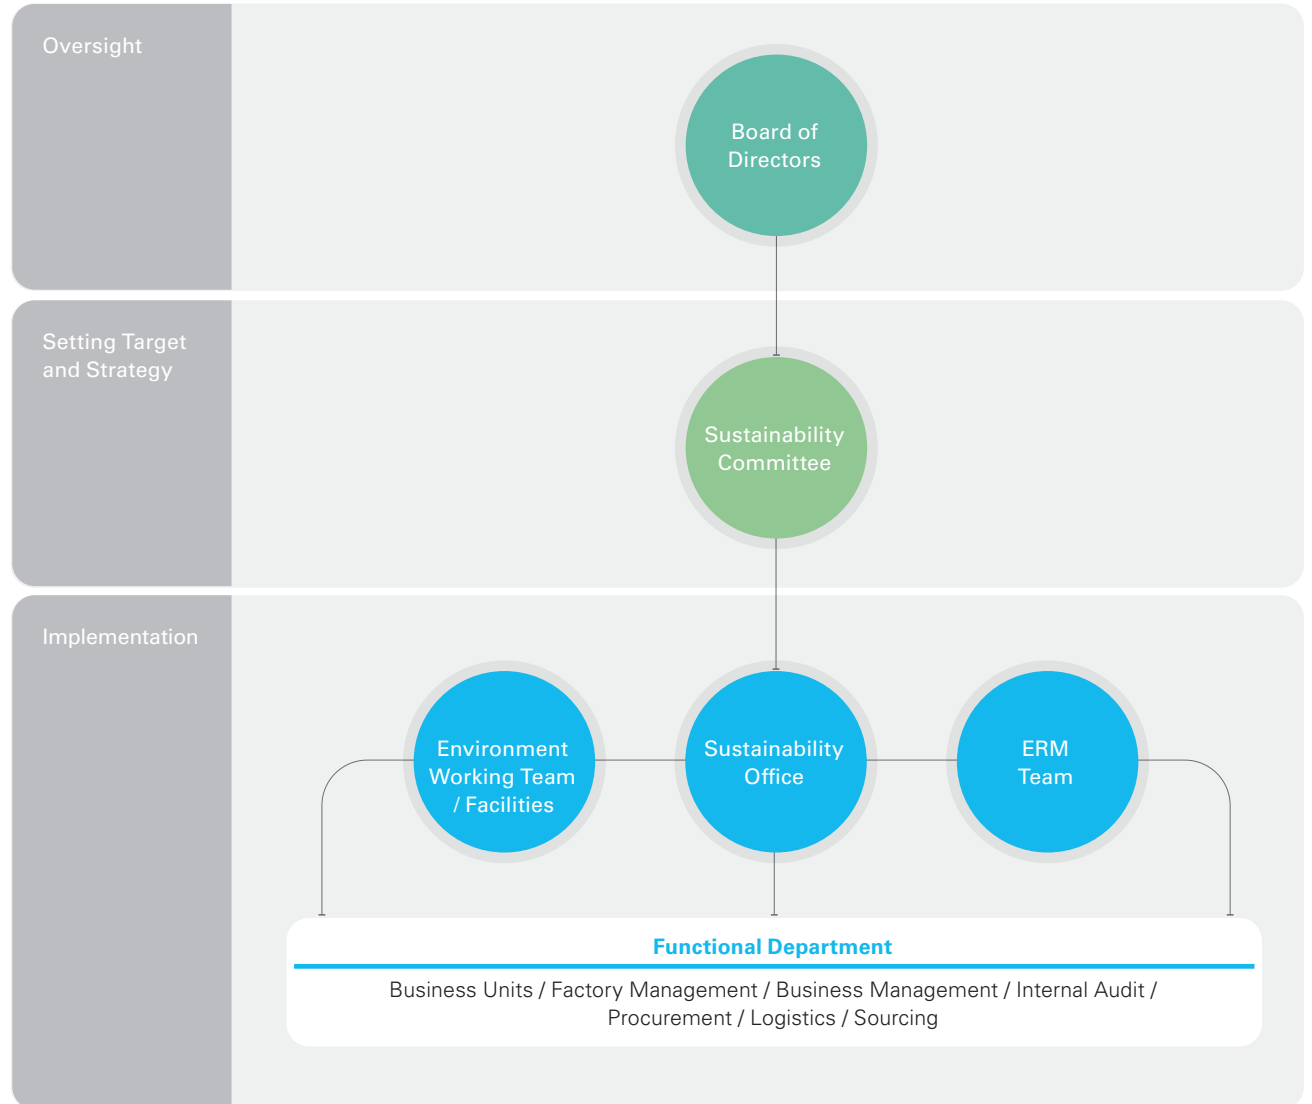 Oversight
Board of
Directors
Setting Target
and Strategy
Sustainability
Committee
Implementation
Environment
Working Team
/ Facilities
Sustainability
Office
ERM
Team
Functional Department
Business Units / Factory Management / Business Management / Internal Audit /
Procurement / Logistics / Sourcing